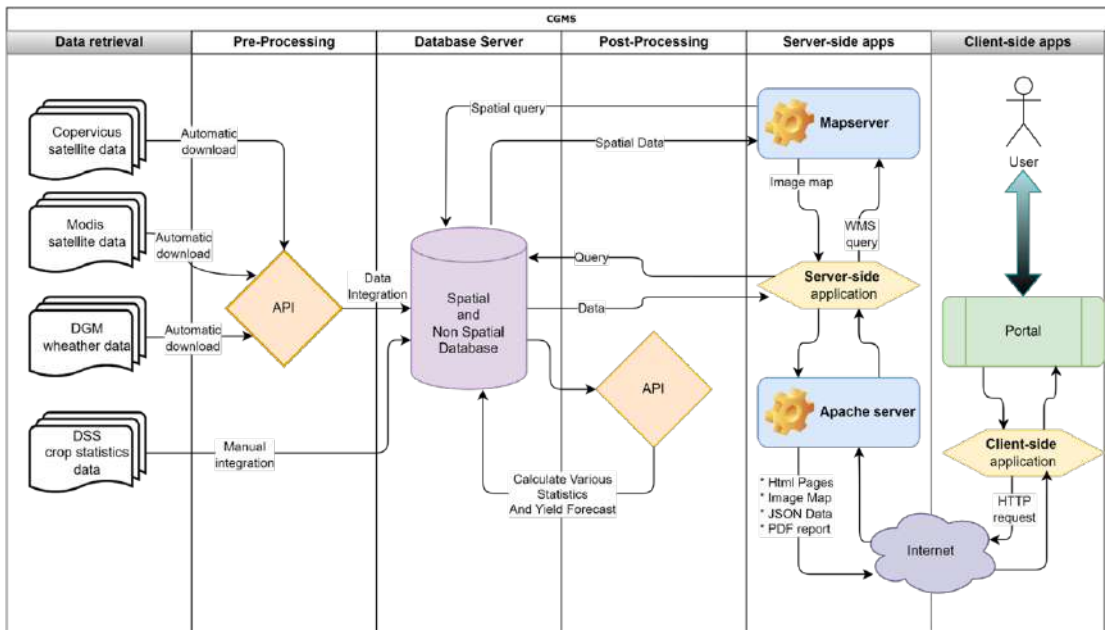 CGMS
Data retrieval
Pre-Processing
Database Server
Post-Processing
Server-side apps
Client-side apps
Copervicus
satellite data
Automatic
download
Modis
satellite data
Automatic
download
DGM
wheather data
Automatic
download
DSS
crop statistics
data
Manual
integration
API
Data
Integration
Spatial
and
Non Spatial
Database
Spatial query
Spatial Data
Query
Data
API
Calculate Various
Statistics
And Yield Forecast
Mapserver
Image map
WMS
query
Server-side
application
Apache server
* Html Pages
* Image Map
* JSON Data
* PDF report
User
Portal
Client-side
application
HTTP
request
Internet